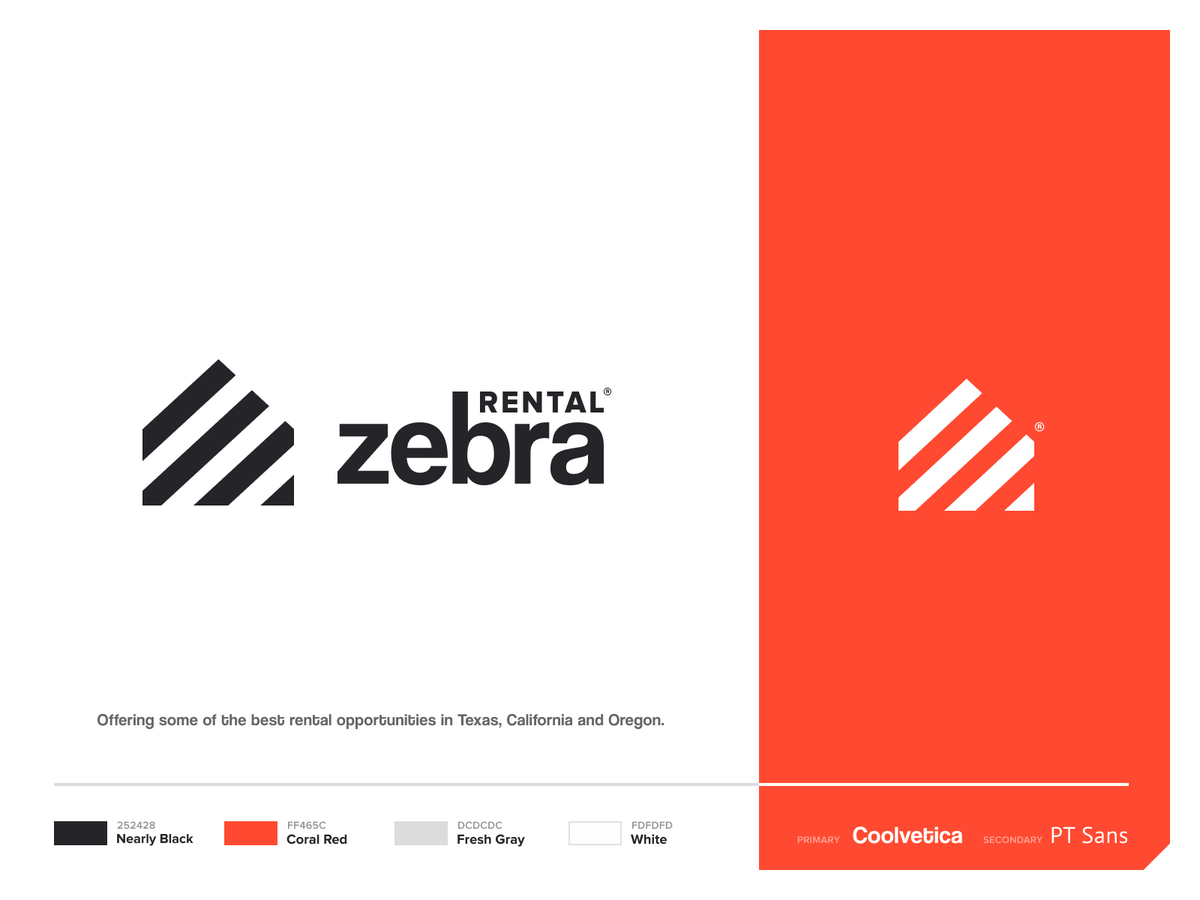 RENTAL®
zebra
®
Offering some of the best rental opportunities in Texas, California and Oregon.
252428
Nearly Black
FF465C
Coral Red
DCDCDC
Fresh Gray
FDFDFD
White
PRIMARY Coolvetica SECONDARY PT Sans